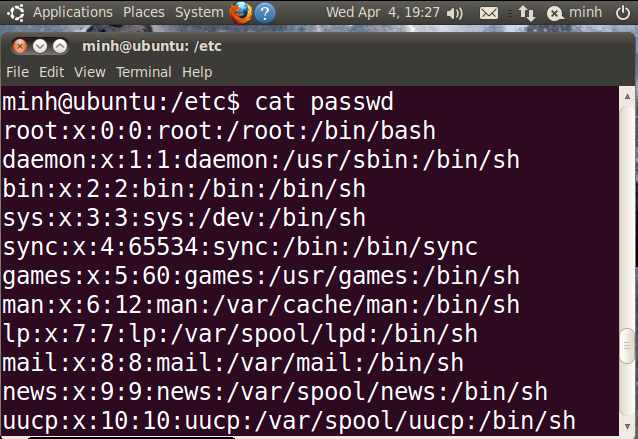 Applications Places System ? Wed Apr 4, 19:27 minh
minh@ubuntu: /etc
File Edit View Terminal Help
minh@ubuntu:/etc$ cat passwd
root:x:0:0:root:/root:/bin/bash
daemon:x:1:1:daemon:/usr/sbin:/bin/sh
bin:x:2:2:bin:/bin:/bin/sh
sys:x:3:3:sys:/dev:/bin/sh
sync:x:4:65534:sync:/bin:/bin/sync
games:x:5:60:games:/usr/games:/bin/sh
man:x:6:12:man:/var/cache/man:/bin/sh
lp:x:7:7:lp:/var/spool/lpd:/bin/sh
mail:x:8:8:mail:/var/mail:/bin/sh
news:x:9:9:news:/var/spool/news:/bin/sh
uucp:x:10:10:uucp:/var/spool/uucp:/bin/sh